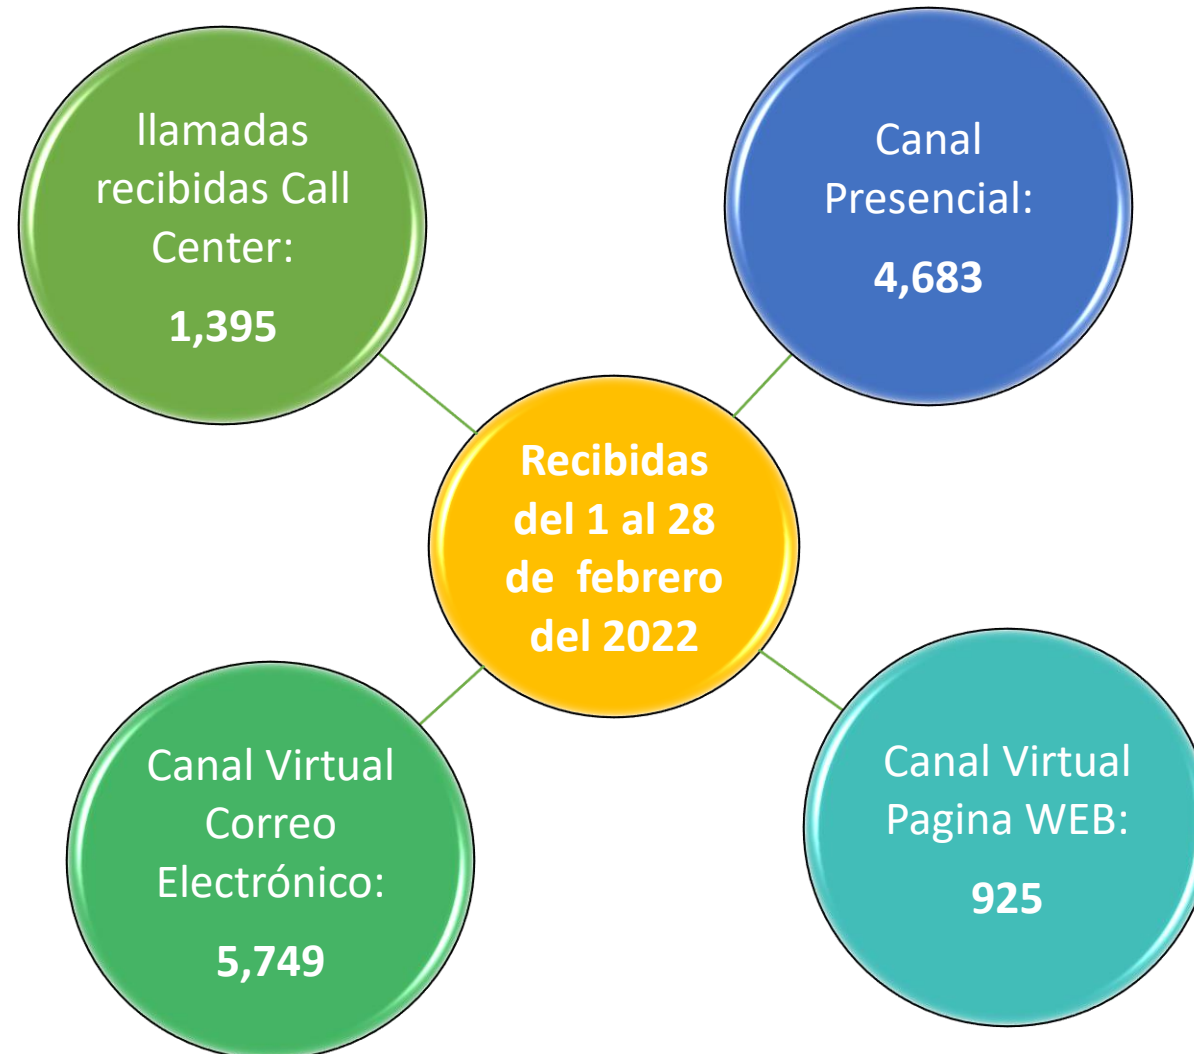 llamadas
recibidas Call
Center:
1,395
Canal
Presencial:
4,683
Recibidas
del 1 al 28
de  febrero
del 2022
Canal Virtual
Correo
Electrónico:
5,749
Canal Virtual
Pagina WEB:
925